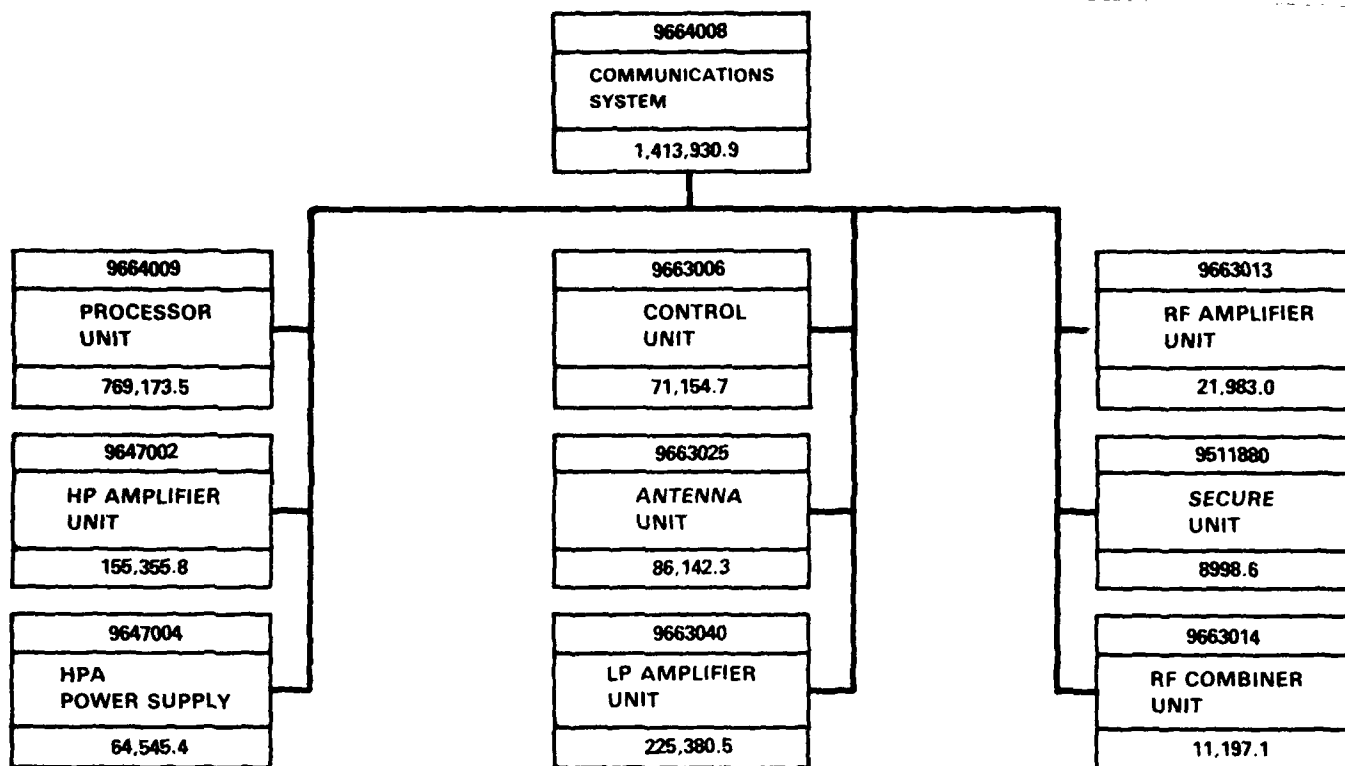 9664008
COMMUNICATIONS
SYSTEM
1,413,930.9
9664009
PROCESSOR
UNIT
769,173.5
9647002
HP AMPLIFIER
UNIT
155,355.8
9647004
HPA
POWER SUPPLY
64,545.4
9663006
CONTROL
UNIT
71,154.7
9663025
ANTENNA
UNIT
86,142.3
9663040
LP AMPLIFIER
UNIT
225,380.5
9663013
RF AMPLIFIER
UNIT
21,983.0
9511880
SECURE
UNIT
8998.6
9663014
RF COMBINER
UNIT
11,197.1